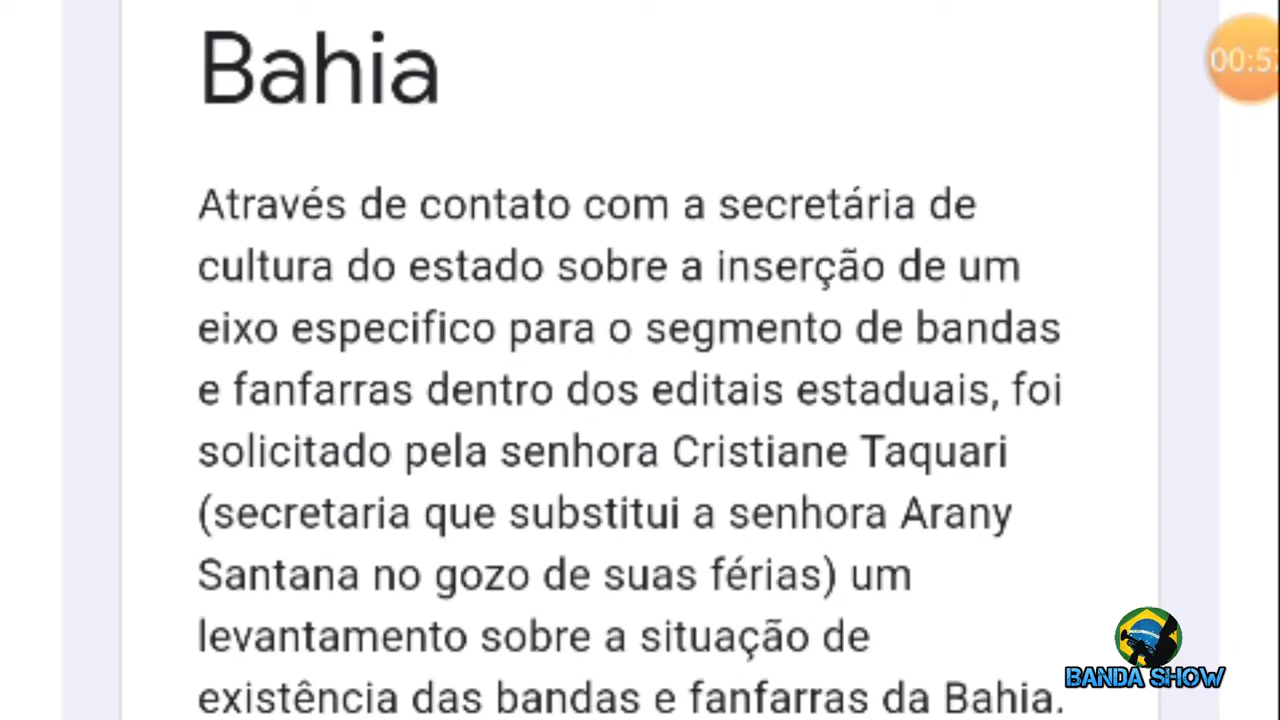 Bahia
00:5
Através de contato com a secretária de
cultura do estado sobre a inserção de um
eixo especifico para o segmento de bandas
e fanfarras dentro dos editais estaduais, foi
solicitado pela senhora Cristiane Taquari
(secretaria que substitui a senhora Arany
Santana no gozo de suas férias) um
levantamento sobre a situação de
existência das bandas e fanfarras da Bahia.
BANDA SHOW